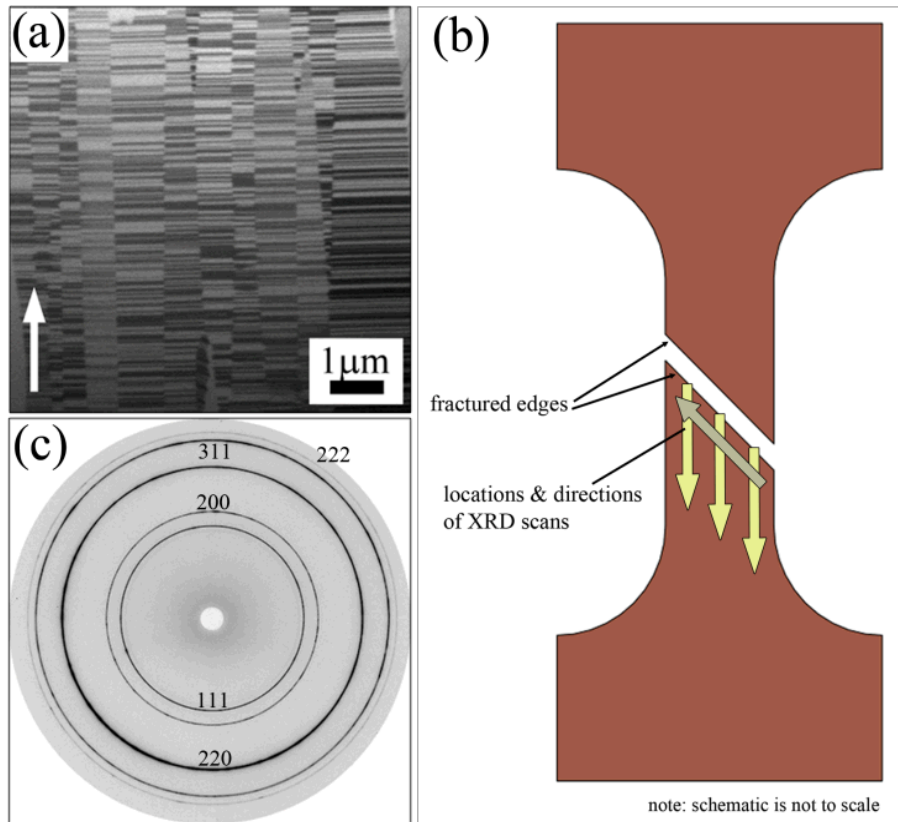 (a)
1μm
(b)
fractured edges
locations & directions
of XRD scans
note: schematic is not to scale
(c)
311
222
200
111
220